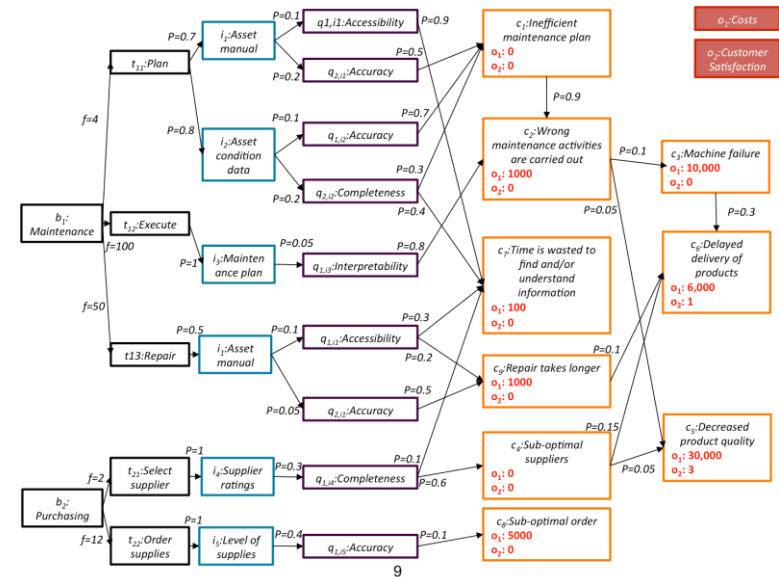 o₁:Costs
o₂:Customer
Satisfaction
b₁:
Maintenance
f=4
f=100
f=50
t₁₁:Plan
t₁₂:Execute
t13:Repair
P=0.7
P=0.8
P=1
P=0.5
i₁:Asset
manual
i₂:Asset
condition
data
i₃:Mainten
ance plan
i₁:Asset
manual
P=0.1
P=0.2
P=0.1
P=0.2
P=0.05
P=0.1
P=0.05
q1,i1:Accessibility
q₂,ᵢ₁:Accuracy
q₁,ᵢ₂:Accuracy
q₂,ᵢ₂:Completeness
q₁,ᵢ₃:Interpretability
q₁,ᵢ₁:Accessibility
q₂,ᵢ₁:Accuracy
P=0.9
P=0.5
P=0.7
P=0.3
P=0.4
P=0.8
P=0.3
P=0.2
P=0.5
c₁:Inefficient
maintenance plan
o₁: 0
o₂: 0
P=0.9
c₂:Wrong
maintenance activities
are carried out
o₁: 1000
o₂: 0
c₇:Time is wasted to
find and/or
understand
information
o₁: 100
o₂: 0
c₉:Repair takes longer
o₁: 1000
o₂: 0
P=0.1
P=0.05
c₃:Machine failure
o₁: 10,000
o₂: 0
P=0.3
c₆:Delayed
delivery of
products
o₁: 6,000
o₂: 1
P=0.1
P=0.15
P=0.05
c₅:Decreased
product quality
o₁: 30,000
o₂: 3
b₂:
Purchasing
f=2
f=12
t₂₁:Select
supplier
t₂₂:Order
supplies
P=1
P=1
i₄:Supplier
ratings
i₅:Level of
supplies
P=0.3
P=0.4
q₁,ᵢ₄:Completeness
q₁,ᵢ₅:Accuracy
P=0.1
P=0.6
P=0.1
c₄:Sub-optimal
suppliers
o₁: 0
o₂: 0
c₈:Sub-optimal order
o₁: 5000
o₂: 0
9